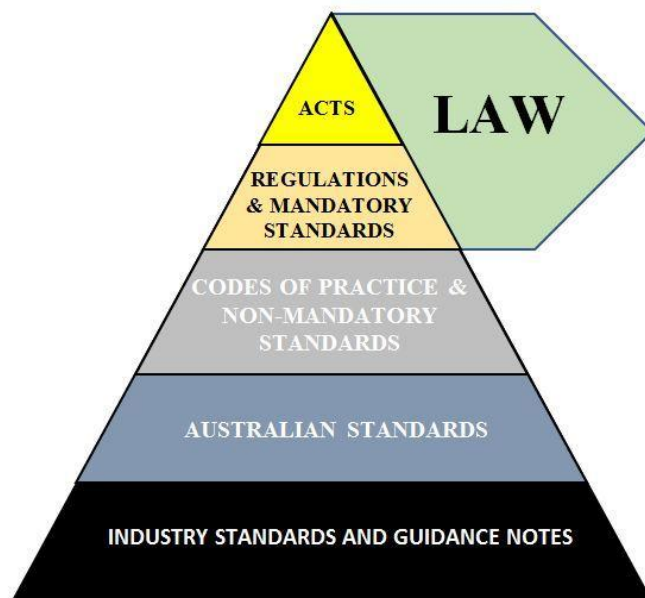 ACTS
LAW
REGULATIONS
& MANDATORY
STANDARDS
CODES OF PRACTICE &
NON-MANDATORY
STANDARDS
AUSTRALIAN STANDARDS
INDUSTRY STANDARDS AND GUIDANCE NOTES